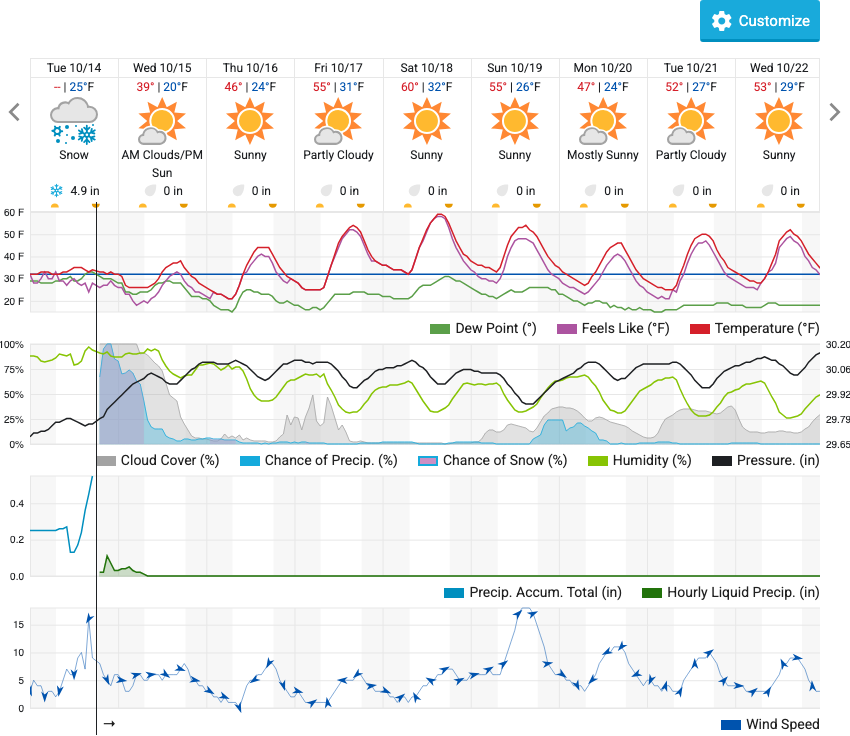 Customize
Tue 10/14 Wed 10/15 Thu 10/16 Fri 10/17 Sat 10/18 Sun 10/19 Mon 10/20 Tue 10/21 Wed 10/22
-- | 25°F 39° | 20°F 46° | 24°F 55° | 31°F 60° | 32°F 55° | 26°F 47° | 24°F 52° | 27°F 53° | 29°F
Snow AM Clouds/PM Sunny Partly Cloudy Sunny Sunny Mostly Sunny Partly Cloudy Sunny
Sun
4.9 in 0 in 0 in 0 in 0 in 0 in 0 in 0 in 0 in
60 F
50 F
40 F
30 F
20 F
Dew Point (°) Feels Like (°F) Temperature (°F)
100% 30.20
75% 30.06
50% 29.92
25% 29.79
0% 29.65
Cloud Cover (%) Chance of Precip. (%) Chance of Snow (%) Humidity (%) Pressure. (in)
0.4
0.2
0.0
Precip. Accum. Total (in) Hourly Liquid Precip. (in)
15
10
5
0
→
Wind Speed